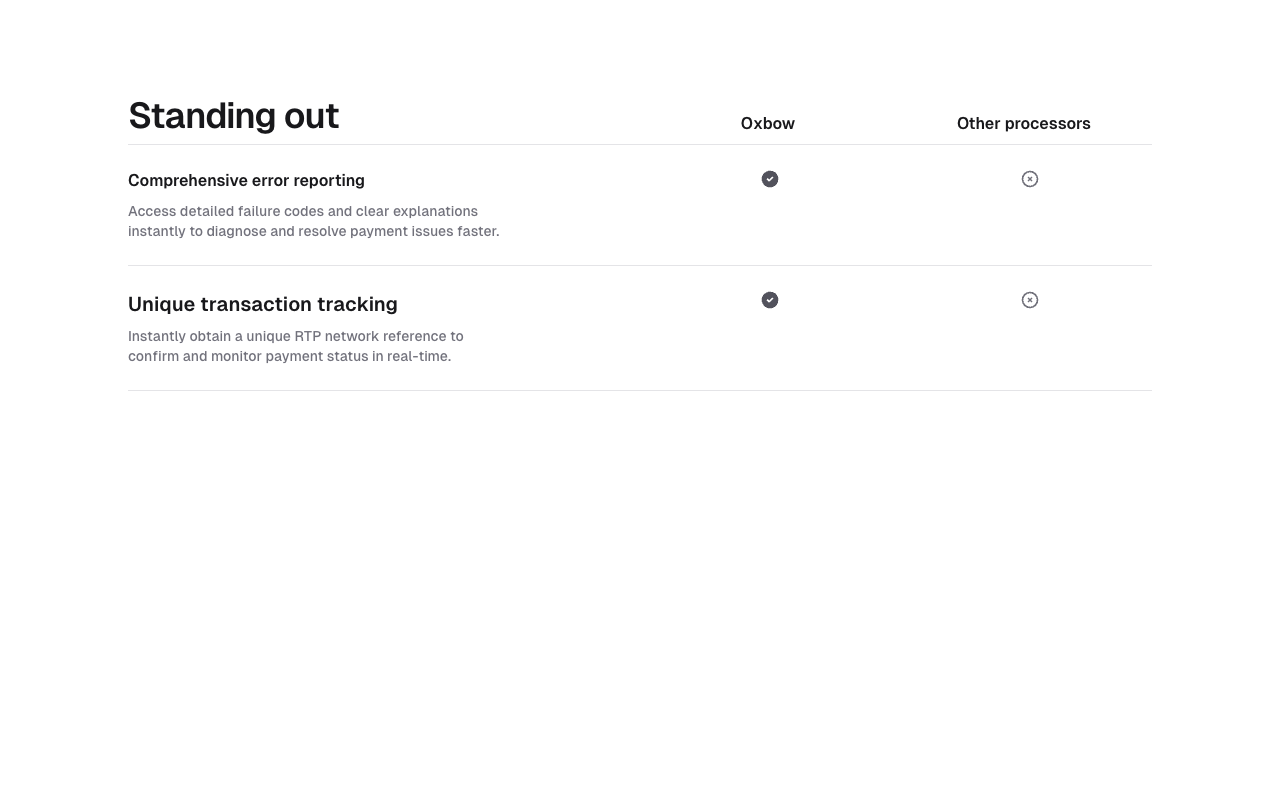 Standing out
Oxbow
Other processors
Comprehensive error reporting
Access detailed failure codes and clear explanations
instantly to diagnose and resolve payment issues faster.
Unique transaction tracking
Instantly obtain a unique RTP network reference to
confirm and monitor payment status in real-time.